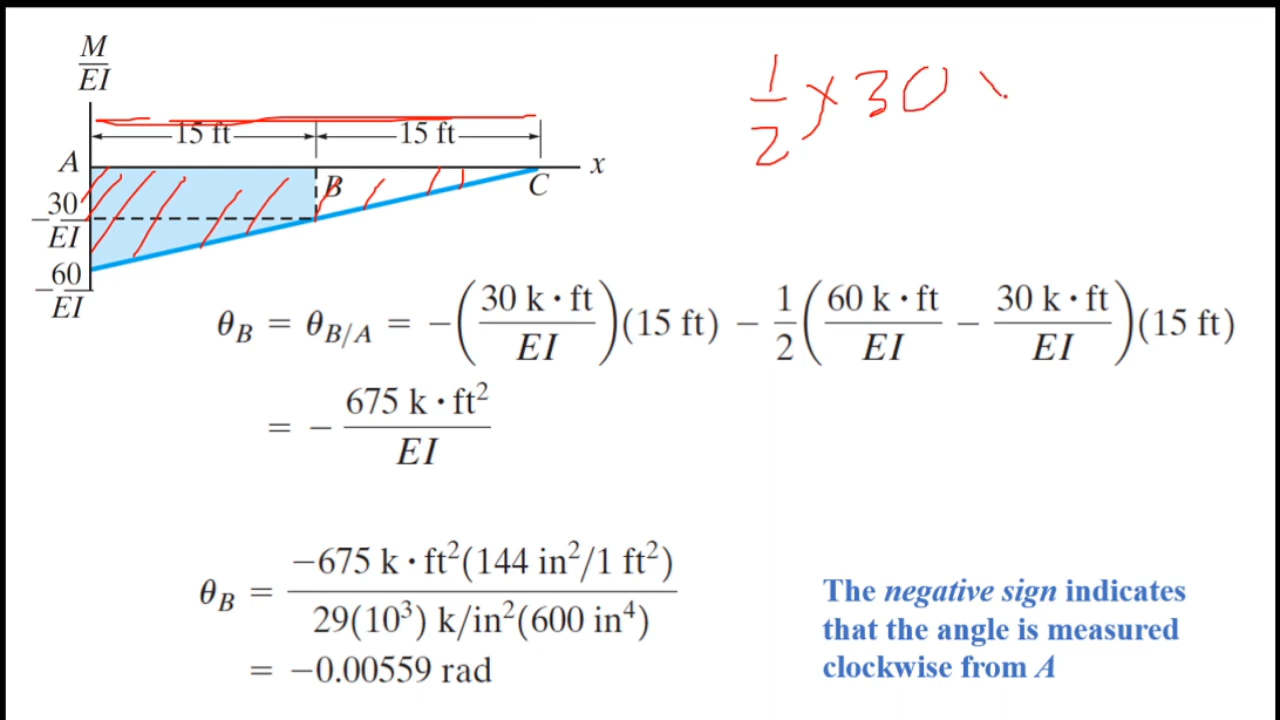 M/EI
1/2 × 30 ×
15 ft 15 ft
A B C x
−30/EI
−60/EI
θ_B = θ_{B/A} = −(30 k · ft/EI)(15 ft) − 1/2(60 k · ft/EI − 30 k · ft/EI)(15 ft)
= − 675 k · ft²/EI
θ_B = −675 k · ft²(144 in²/1 ft²)/29(10³) k/in²(600 in⁴)
= −0.00559 rad
The negative sign indicates
that the angle is measured
clockwise from A